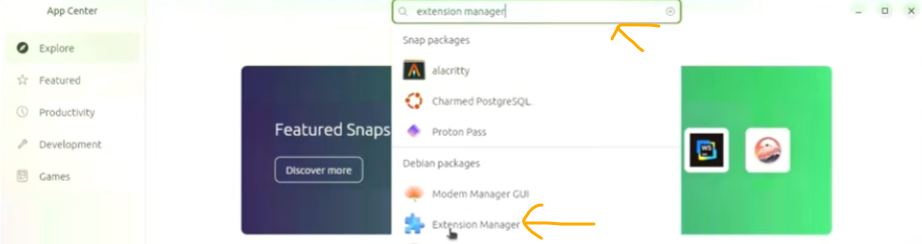 App Center
extension manager
Explore
Featured
Productivity
Development
Games
Featured Snaps
Discover more
Snap packages
alacritty
Charmed PostgreSQL
Proton Pass
Debian packages
Modem Manager GUI
Extension Manager
WS